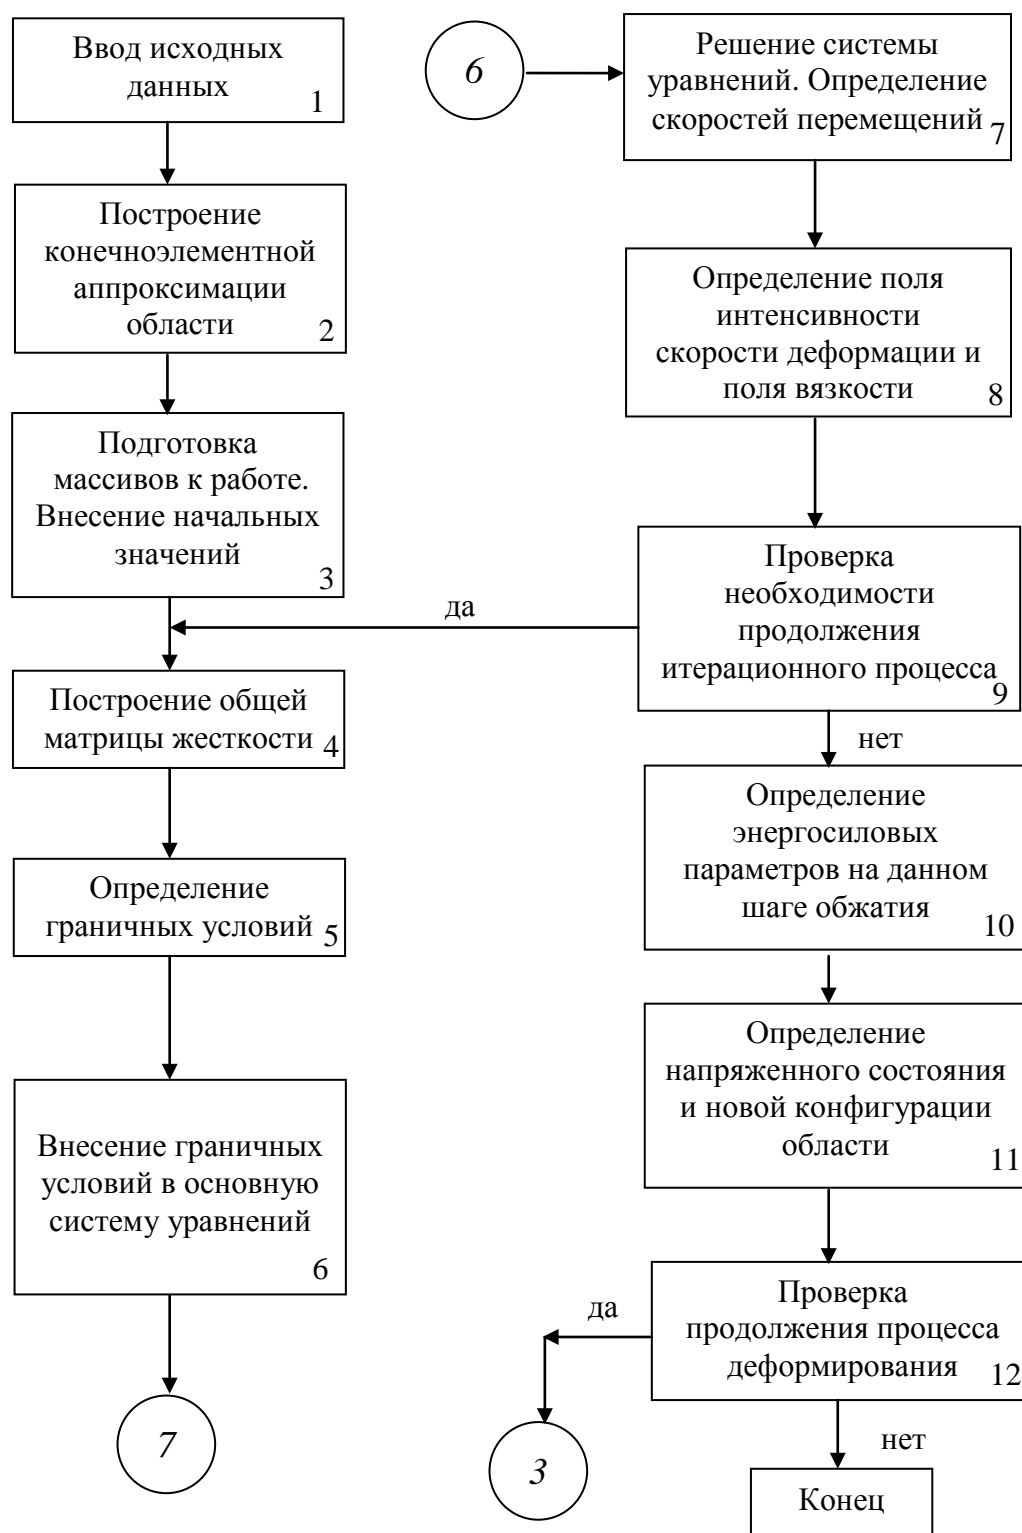 Ввод исходных
данных
1
Построение
конечноэлементной
аппроксимации
области
2
Подготовка
массивов к работе.
Внесение начальных
значений
3
Построение общей
матрицы жесткости
4
Определение
граничных условий
5
Внесение граничных
условий в основную
систему уравнений
6
7
6
Решение системы
уравнений. Определение
скоростей перемещений
7
Определение поля
интенсивности
скорости деформации и
поля вязкости
8
Проверка
необходимости
продолжения
итерационного процесса
9
да
нет
Определение
энергосиловых
параметров на данном
шаге обжатия
10
Определение
напряженного состояния
и новой конфигурации
области
11
Проверка
продолжения процесса
деформирования
12
да
3
нет
Конец